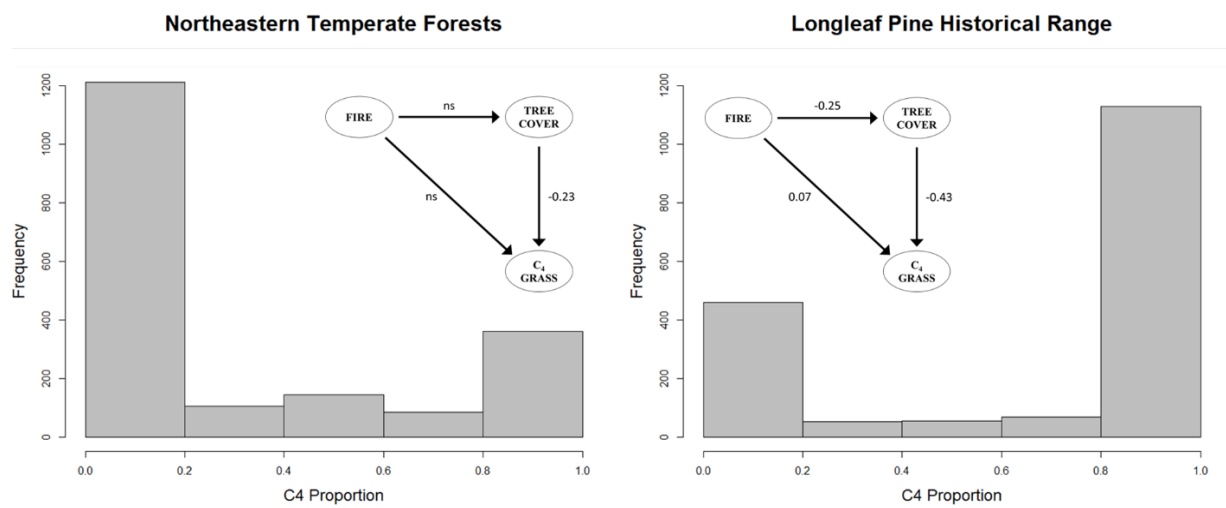 Northeastern Temperate Forests
Frequency
1200
1000
800
600
400
200
0
FIRE
ns
TREE
COVER
ns
-0.23
C₄
GRASS
0.0 0.2 0.4 0.6 0.8 1.0
C4 Proportion
Longleaf Pine Historical Range
Frequency
1200
1000
800
600
400
200
0
FIRE
-0.25
TREE
COVER
0.07
-0.43
C₄
GRASS
0.0 0.2 0.4 0.6 0.8 1.0
C4 Proportion